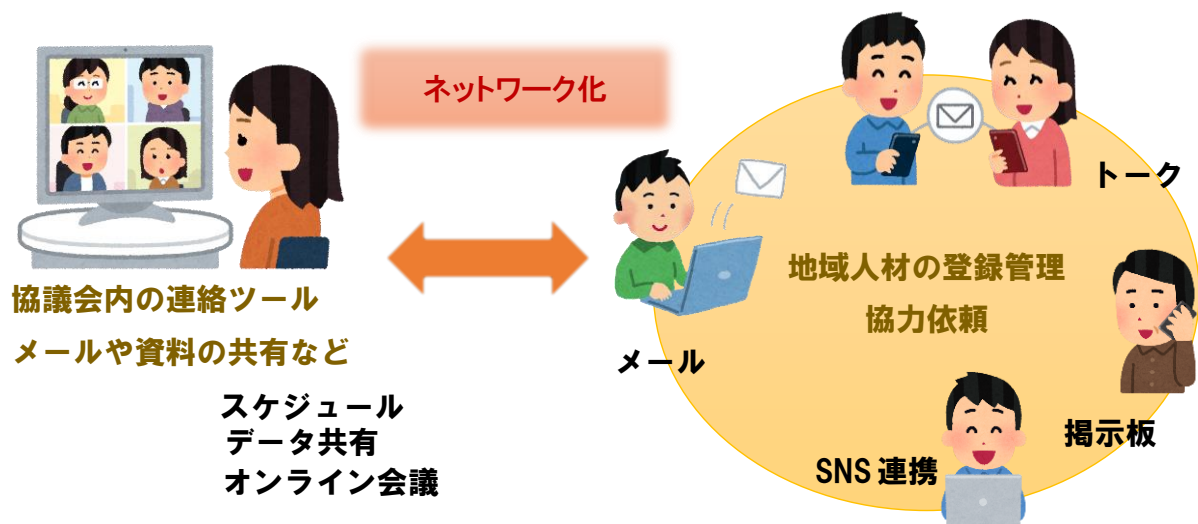 ネットワーク化
協議会内の連絡ツール
メールや資料の共有など
スケジュール
データ共有
オンライン会議
トーク
地域人材の登録管理
協力依頼
メール
掲示板
SNS連携